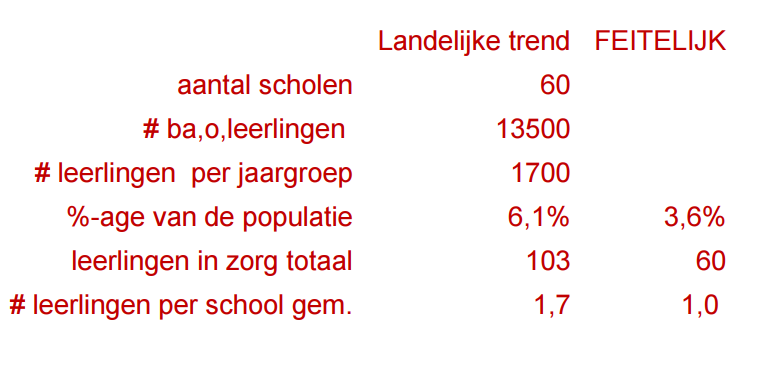 Landelijke trend FEITELIJK
aantal scholen 60
# ba,o,leerlingen 13500
# leerlingen per jaargroep 1700
%-age van de populatie 6,1% 3,6%
leerlingen in zorg totaal 103 60
# leerlingen per school gem. 1,7 1,0